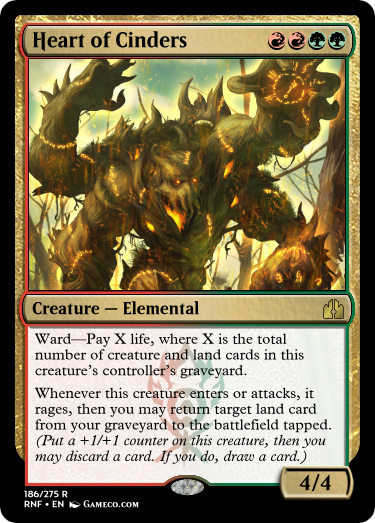 Heart of Cinders
Creature — Elemental
Ward—Pay X life, where X is the total
number of creature and land cards in this
creature's controller's graveyard.
Whenever this creature enters or attacks, it
rages, then you may return target land card
from your graveyard to the battlefield tapped.
(Put a +1/+1 counter on this creature, then you
may discard a card. If you do, draw a card.)
4/4
186/275 R
RNF • EN Gameco.com